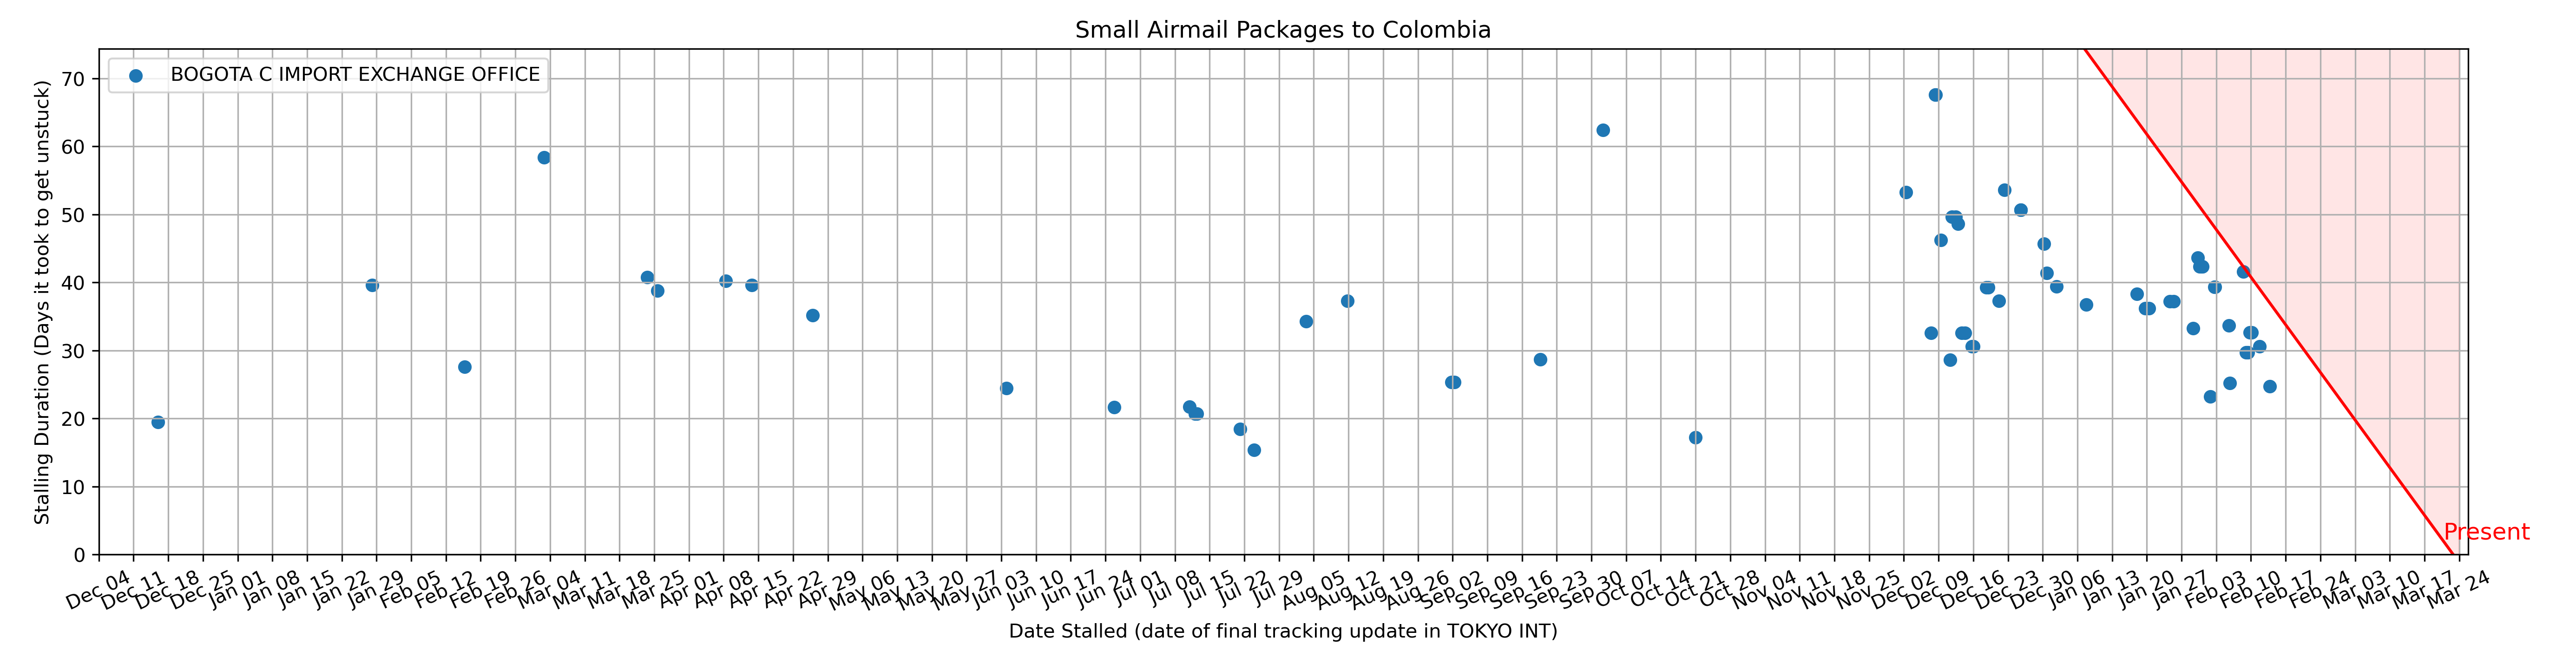 Small Airmail Packages to Colombia
BOGOTA C IMPORT EXCHANGE OFFICE
Stalling Duration (Days it took to get unstuck)
70
60
50
40
30
20
10
0
Present
Dec 04
Dec 11
Dec 18
Dec 25
Jan 01
Jan 08
Jan 15
Jan 22
Jan 29
Feb 05
Feb 12
Feb 19
Feb 26
Mar 04
Mar 11
Mar 18
Mar 25
Apr 01
Apr 08
Apr 15
Apr 22
Apr 29
May 06
May 13
May 20
May 27
Jun 03
Jun 10
Jun 17
Jun 24
Jul 01
Jul 08
Jul 15
Jul 22
Jul 29
Aug 05
Aug 12
Aug 19
Aug 26
Sep 02
Sep 09
Sep 16
Sep 23
Sep 30
Oct 07
Oct 14
Oct 21
Oct 28
Nov 04
Nov 11
Nov 18
Nov 25
Dec 02
Dec 09
Dec 16
Dec 23
Dec 30
Jan 06
Jan 13
Jan 20
Jan 27
Feb 03
Feb 10
Feb 17
Feb 24
Mar 03
Mar 10
Mar 17
Mar 24
Date Stalled (date of final tracking update in TOKYO INT)